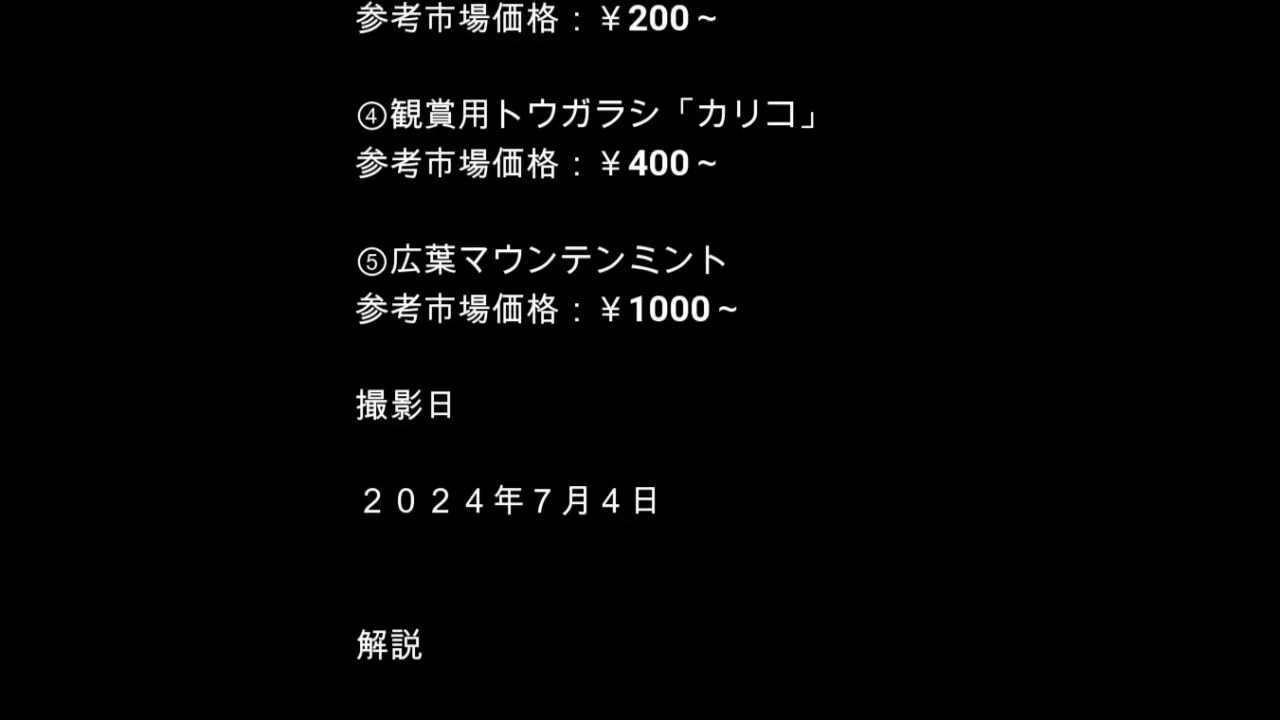 参考市場価格：￥200～
④観賞用トウガラシ「カリコ」
参考市場価格：￥400～
⑤広葉マウンテンミント
参考市場価格：￥1000～
撮影日
２０２４年７月４日
解説